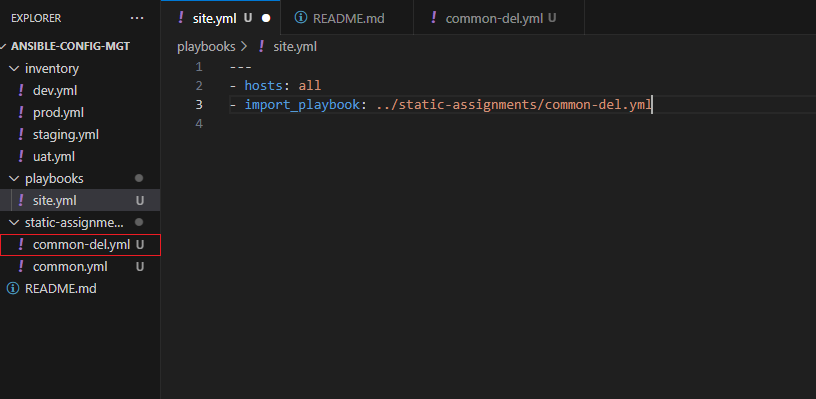 EXPLORER ...
ANSIBLE-CONFIG-MGT
inventory
! dev.yml
! prod.yml
! staging.yml
! uat.yml
playbooks
! site.yml U
static-assignme...
! common-del.yml U
! common.yml U
README.md
! site.yml U
README.md
! common-del.yml U
playbooks > ! site.yml
1 ---
2 - hosts: all
3 - import_playbook: ../static-assignments/common-del.yml
4